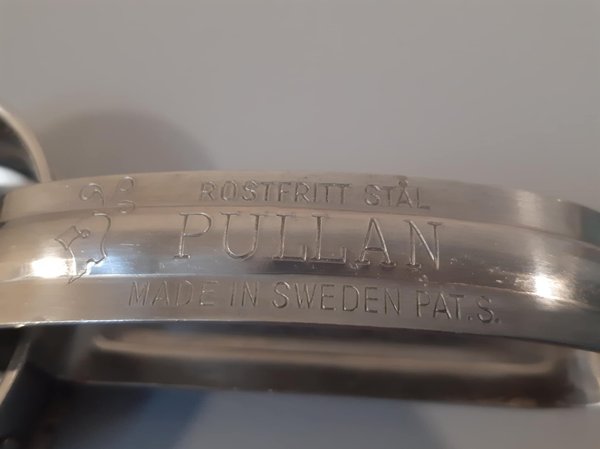 ROSTFRITT STÅL
PULLAN
MADE IN SWEDEN PAT. S.